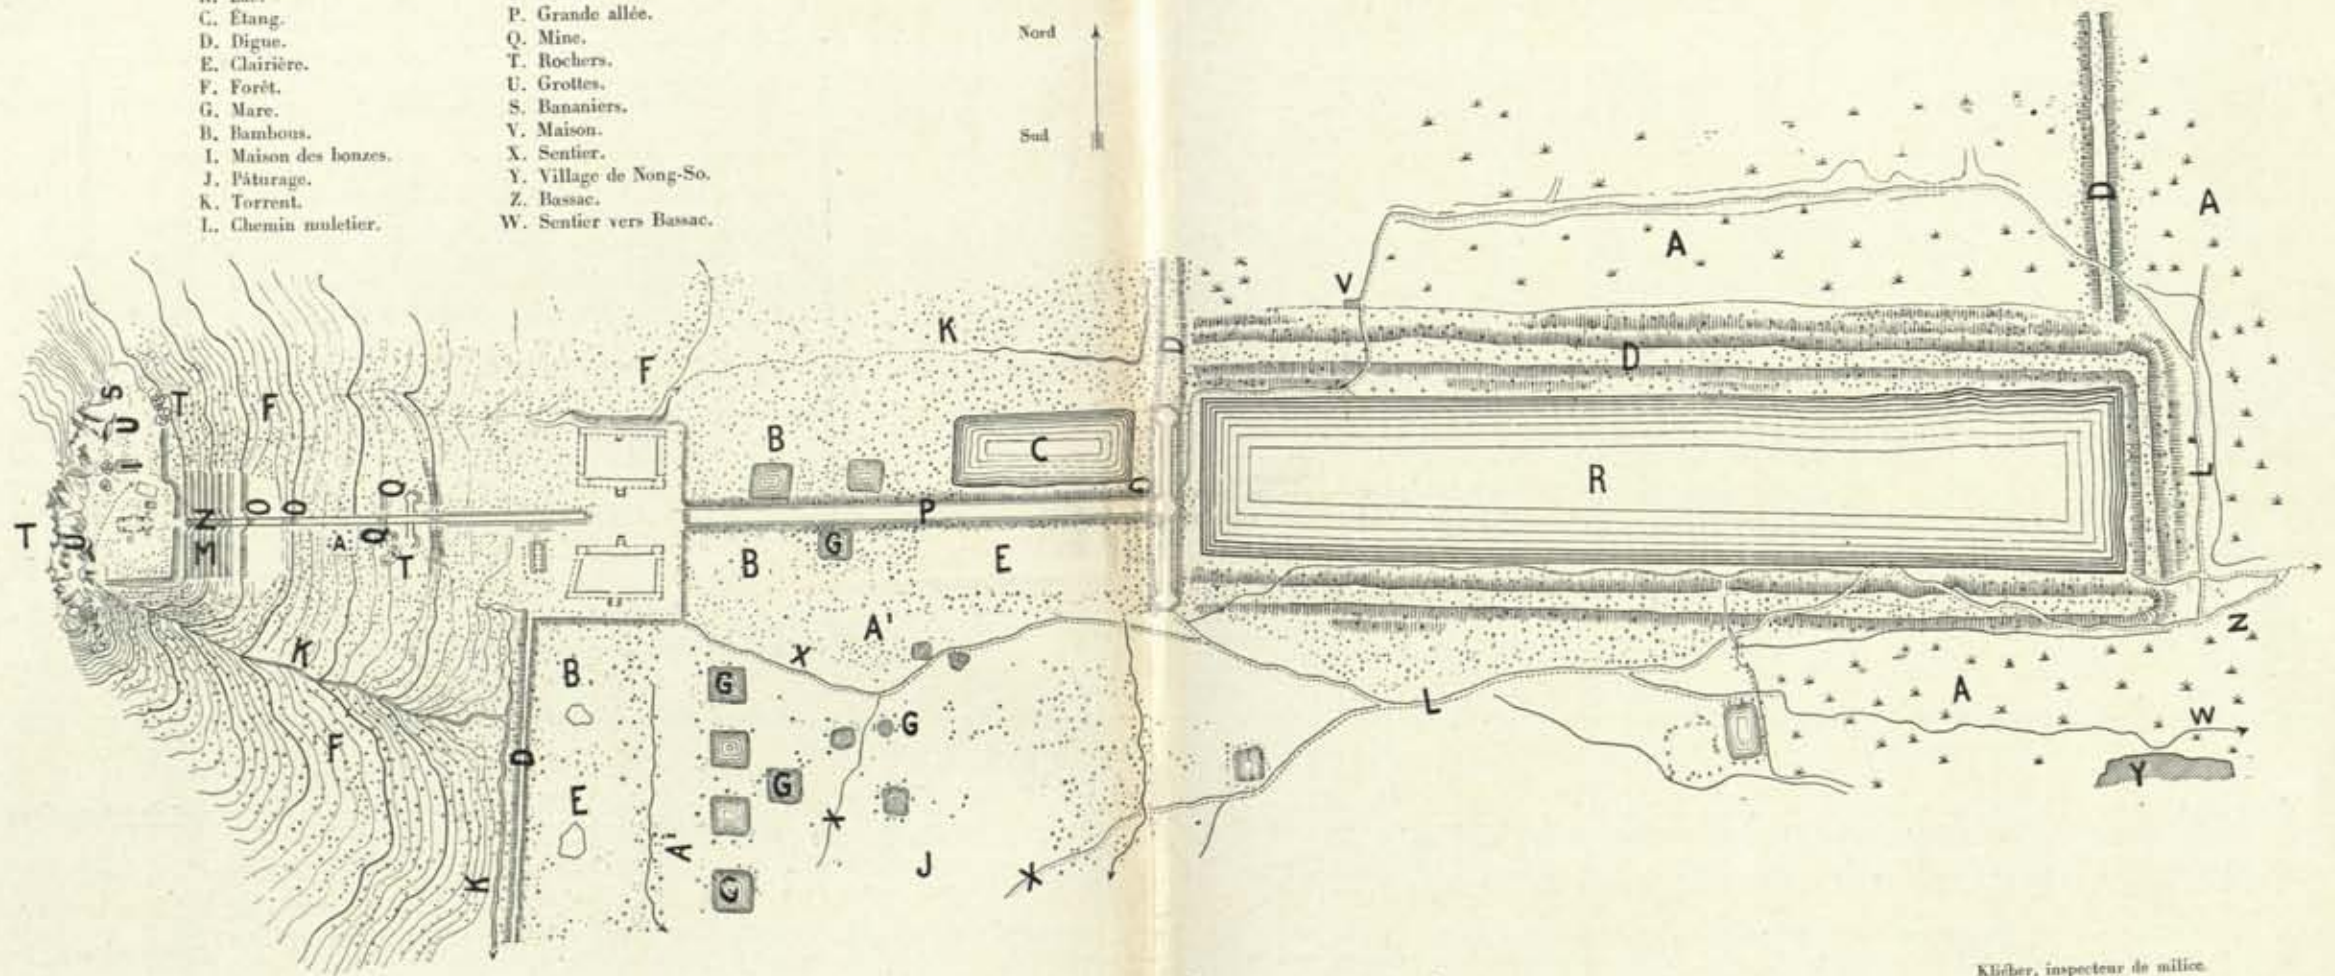 C. Étang.
D. Digue.
E. Clairière.
F. Forêt.
G. Mare.
B. Bambous.
I. Maison des bonzes.
J. Pâturage.
K. Torrent.
L. Chemin muletier.
P. Grande allée.
Q. Mine.
T. Rochers.
U. Grottes.
S. Bananiers.
V. Maison.
X. Sentier.
Y. Village de Nong-So.
Z. Bassac.
W. Sentier vers Bassac.
Nord
Sud
D
A
A
V
K
D
D
F
S
T
F
U
I
B
C
R
L
O
O
Q
G
P
T
U
Z
M
A
Q
T
B
G
E
A'
K
X
B.
G
G
L
A
Z
W
F
D
E
G
X
Y
K
A'
G
J
X
Kliéber, inspecteur de milice.